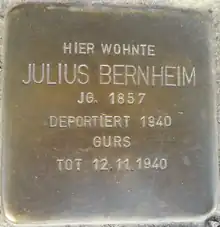 HIER WOHNTE
JULIUS BERNHEIM
JG. 1857
DEPORTIERT 1940
GURS
TOT 12.11.1940